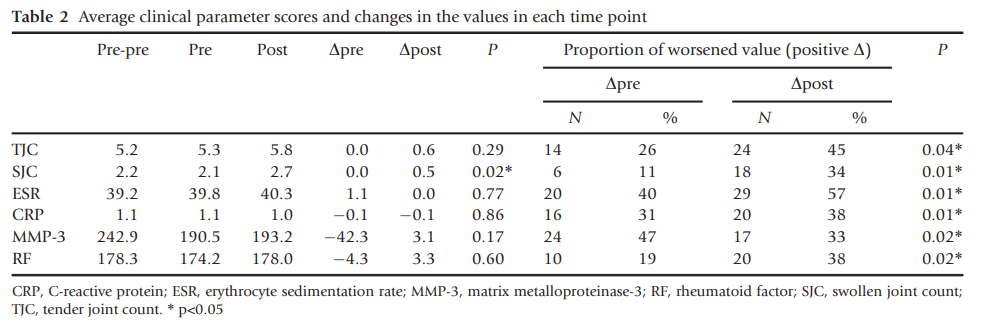 Table 2 Average clinical parameter scores and changes in the values in each time point
Pre-pre Pre Post Δpre Δpost P Proportion of worsened value (positive Δ) P
Δpre Δpost
N % N %
TJC 5.2 5.3 5.8 0.0 0.6 0.29 14 26 24 45 0.04*
SJC 2.2 2.1 2.7 0.0 0.5 0.02* 6 11 18 34 0.01*
ESR 39.2 39.8 40.3 1.1 0.0 0.77 20 40 29 57 0.01*
CRP 1.1 1.1 1.0 −0.1 −0.1 0.86 16 31 20 38 0.01*
MMP-3 242.9 190.5 193.2 −42.3 3.1 0.17 24 47 17 33 0.02*
RF 178.3 174.2 178.0 −4.3 3.3 0.60 10 19 20 38 0.02*
CRP, C-reactive protein; ESR, erythrocyte sedimentation rate; MMP-3, matrix metalloproteinase-3; RF, rheumatoid factor; SJC, swollen joint count;
TJC, tender joint count. * p<0.05